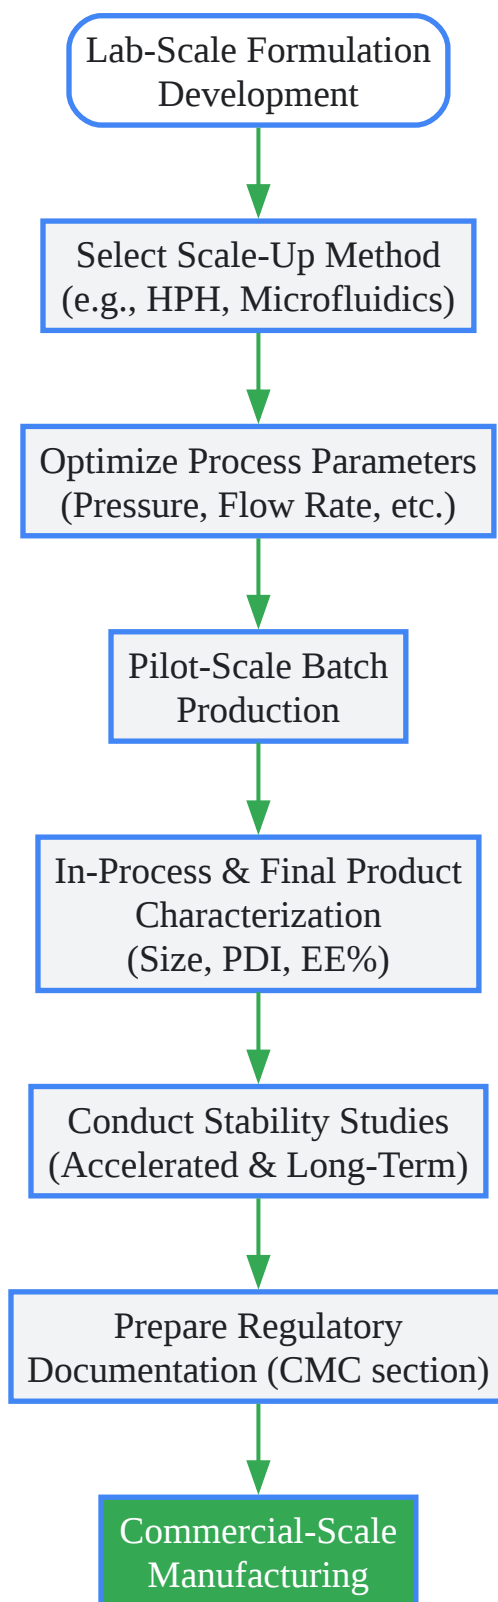 Lab-Scale Formulation
Development
Select Scale-Up Method
(e.g., HPH, Microfluidics)
Optimize Process Parameters
(Pressure, Flow Rate, etc.)
Pilot-Scale Batch
Production
In-Process & Final Product
Characterization
(Size, PDI, EE%)
Conduct Stability Studies
(Accelerated & Long-Term)
Prepare Regulatory
Documentation (CMC section)
Commercial-Scale
Manufacturing